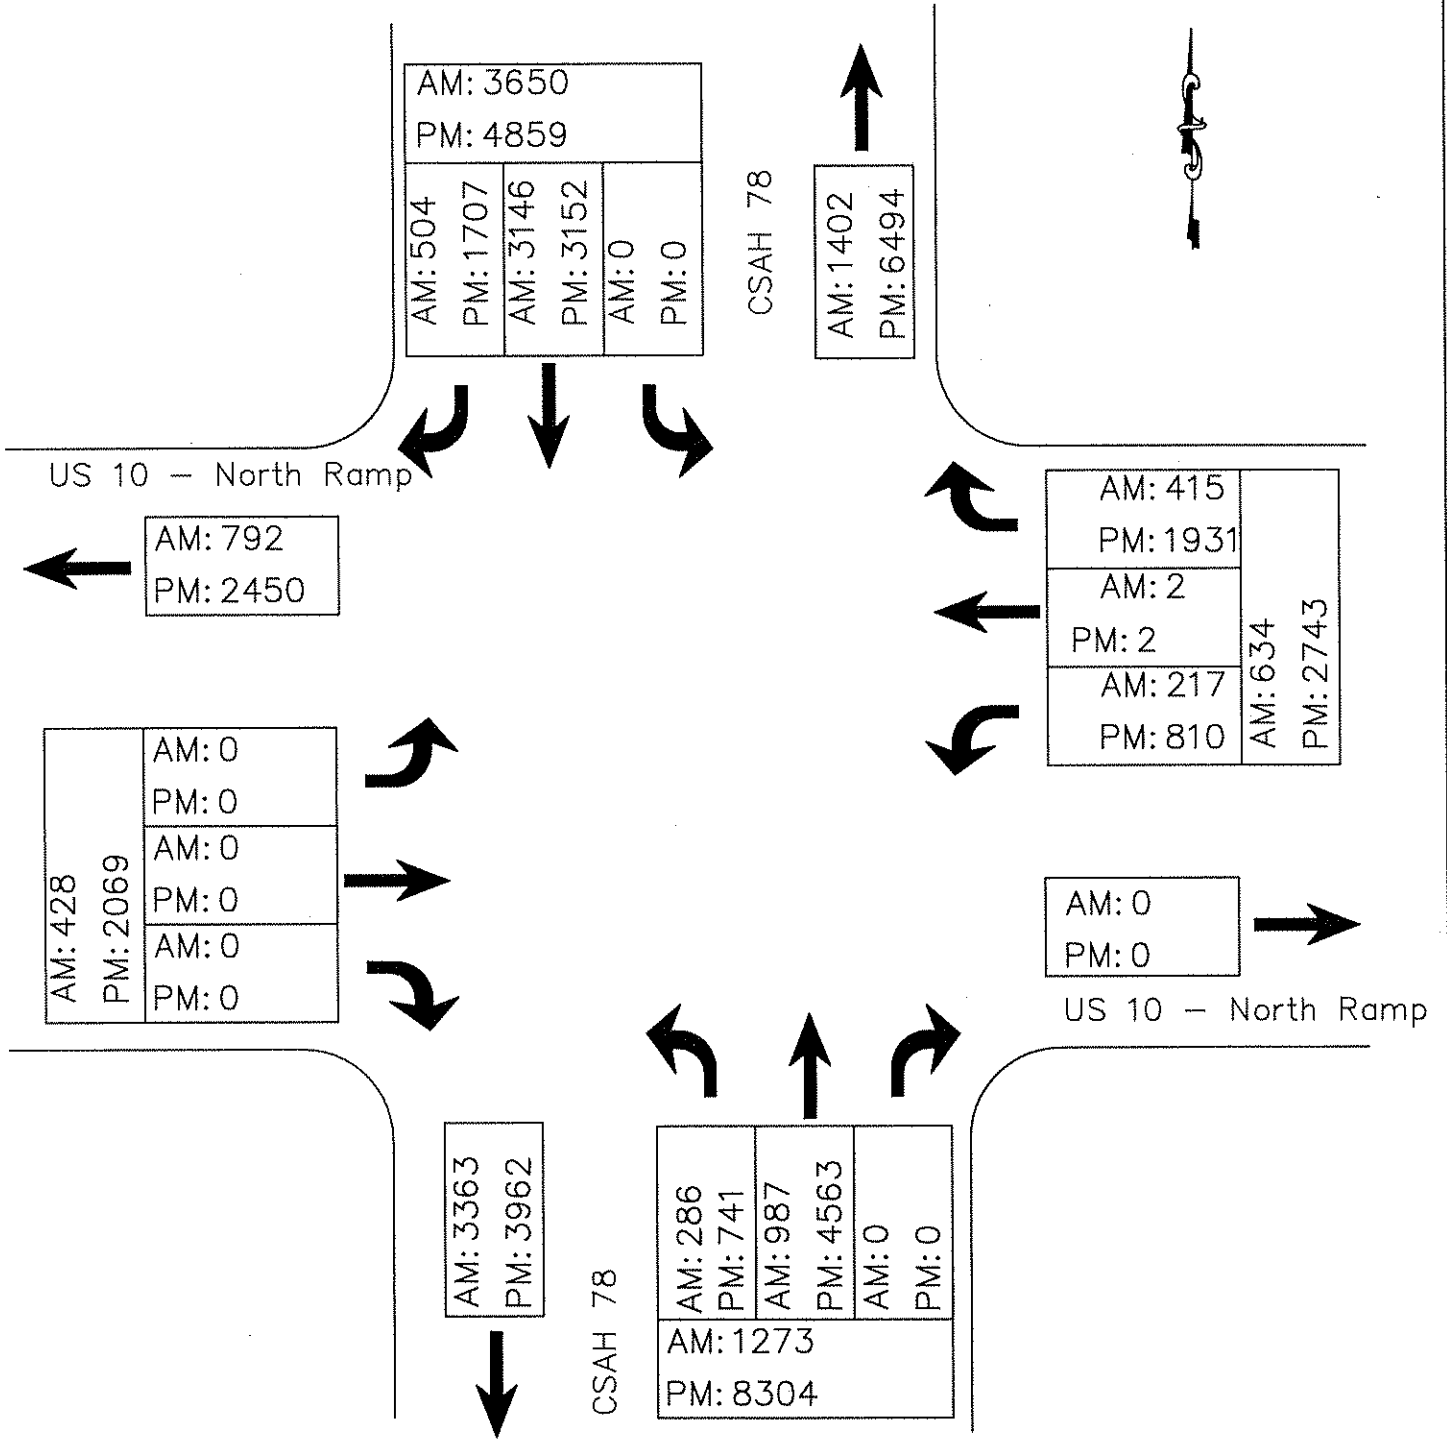 AM: 3650
PM: 4859
AM: 504
PM: 1707
AM: 3146
PM: 3152
AM: 0
PM: 0
CSAH 78
AM: 1402
PM: 6494
US 10 – North Ramp
AM: 792
PM: 2450
AM: 415
PM: 1931
AM: 2
PM: 2
AM: 217
PM: 810
AM: 634
PM: 2743
AM: 428
PM: 2069
AM: 0
PM: 0
AM: 0
PM: 0
AM: 0
PM: 0
AM: 0
PM: 0
US 10 – North Ramp
AM: 3363
PM: 3962
CSAH 78
AM: 286
PM: 741
AM: 987
PM: 4563
AM: 0
PM: 0
AM: 1273
PM: 8304